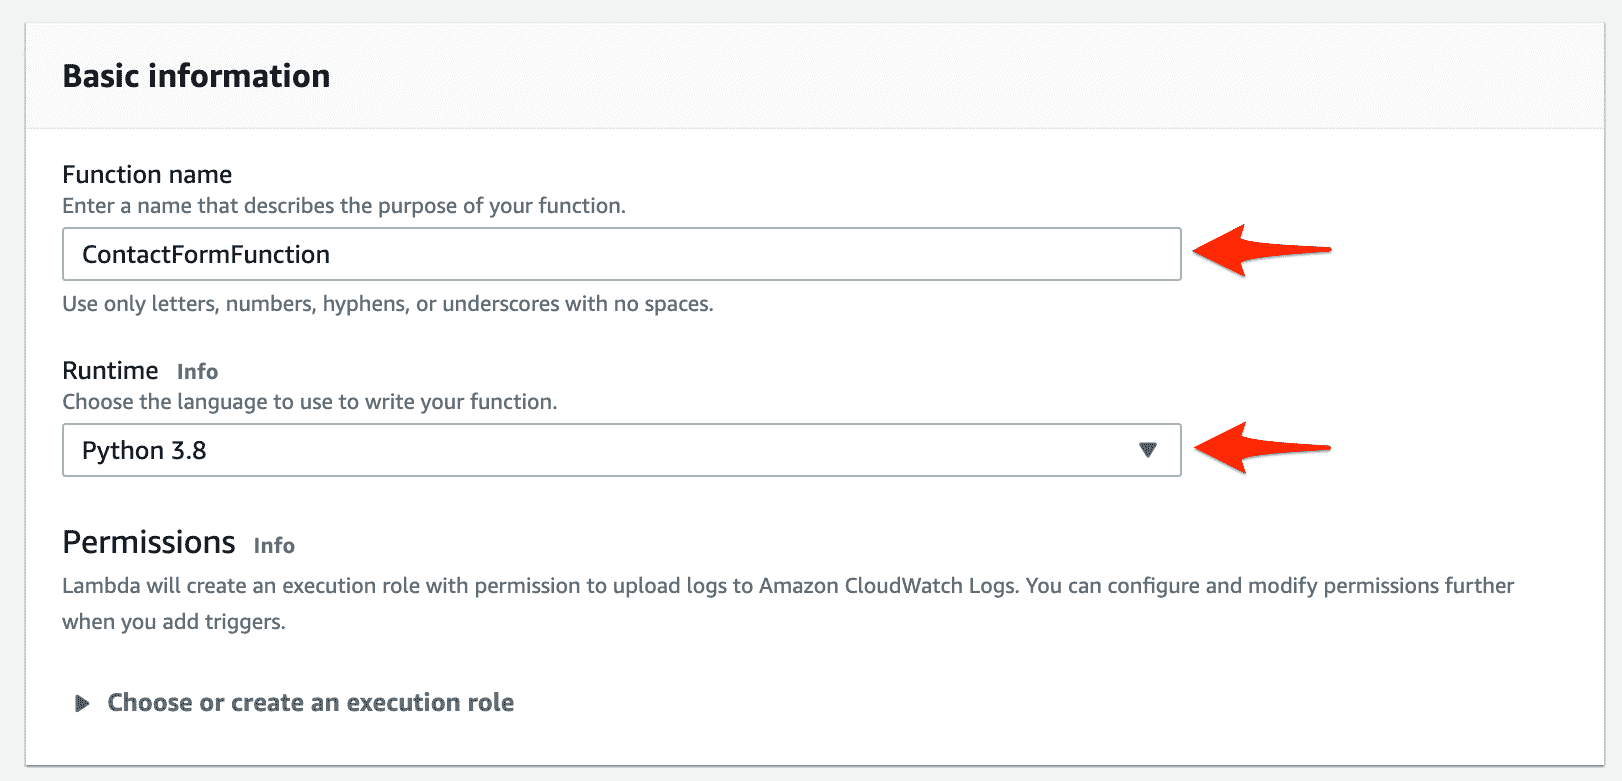 Basic information
Function name
Enter a name that describes the purpose of your function.
ContactFormFunction
Use only letters, numbers, hyphens, or underscores with no spaces.
Runtime Info
Choose the language to use to write your function.
Python 3.8
Permissions Info
Lambda will create an execution role with permission to upload logs to Amazon CloudWatch Logs. You can configure and modify permissions further
when you add triggers.
Choose or create an execution role